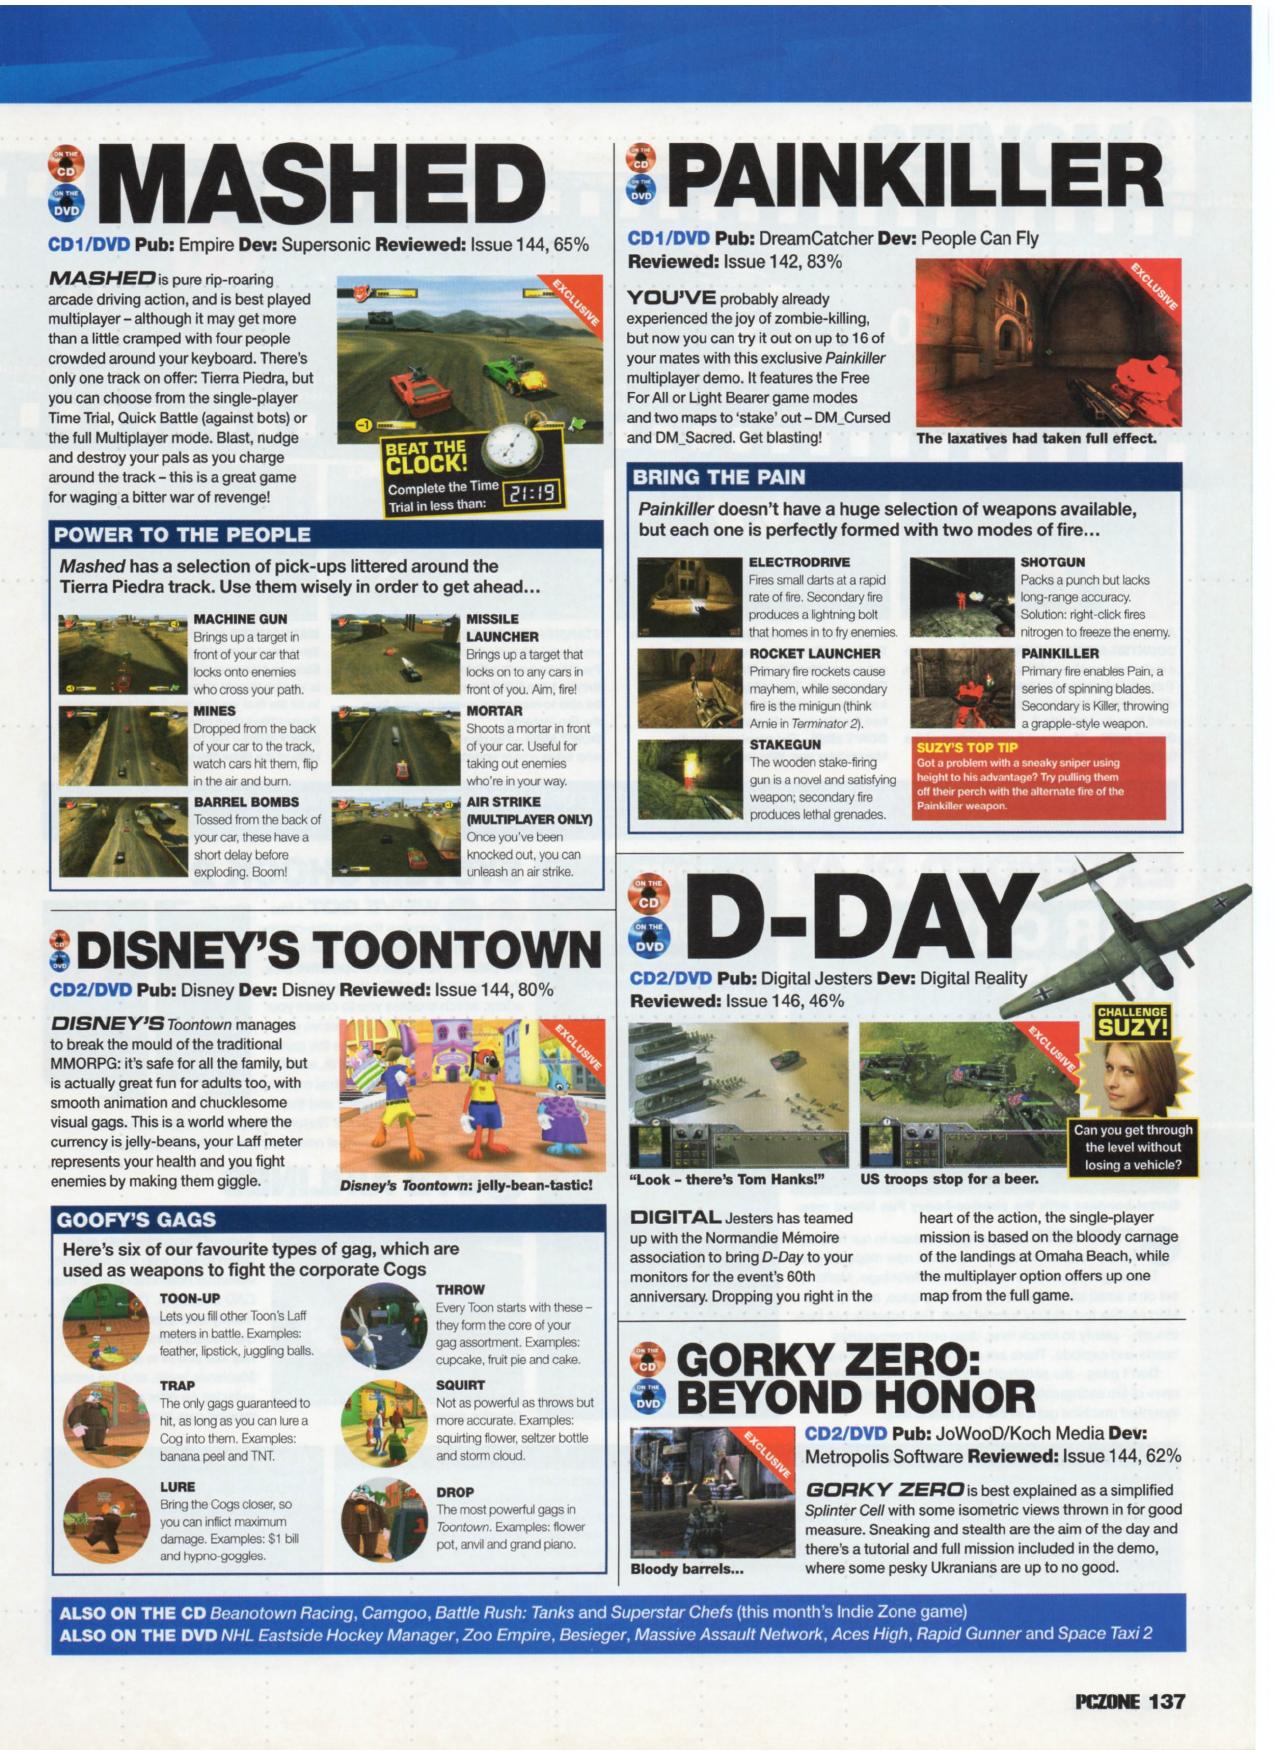 ON THE CD
ON THE DVD
MASHED
CD1/DVD Pub: Empire Dev: Supersonic Reviewed: Issue 144, 65%
MASHED is pure rip-roaring
arcade driving action, and is best played
multiplayer – although it may get more
than a little cramped with four people
crowded around your keyboard. There's
only one track on offer: Tierra Piedra, but
you can choose from the single-player
Time Trial, Quick Battle (against bots) or
the full Multiplayer mode. Blast, nudge
and destroy your pals as you charge
around the track – this is a great game
for waging a bitter war of revenge!
EXCLUSIVE
BEAT THE
CLOCK!
Complete the Time
Trial in less than:
21:19
POWER TO THE PEOPLE
Mashed has a selection of pick-ups littered around the
Tierra Piedra track. Use them wisely in order to get ahead...
MACHINE GUN
Brings up a target in
front of your car that
locks onto enemies
who cross your path.
MISSILE
LAUNCHER
Brings up a target that
locks on to any cars in
front of you. Aim, fire!
MINES
Dropped from the back
of your car to the track,
watch cars hit them, flip
in the air and burn.
MORTAR
Shoots a mortar in front
of your car. Useful for
taking out enemies
who're in your way.
BARREL BOMBS
Tossed from the back of
your car, these have a
short delay before
exploding. Boom!
AIR STRIKE
(MULTIPLAYER ONLY)
Once you've been
knocked out, you can
unleash an air strike.
ON THE CD
ON THE DVD
DISNEY'S TOONTOWN
CD2/DVD Pub: Disney Dev: Disney Reviewed: Issue 144, 80%
DISNEY'S Toontown manages
to break the mould of the traditional
MMORPG: it's safe for all the family, but
is actually great fun for adults too, with
smooth animation and chucklesome
visual gags. This is a world where the
currency is jelly-beans, your Laff meter
represents your health and you fight
enemies by making them giggle.
EXCLUSIVE
Disney's Toontown: jelly-bean-tastic!
GOOFY'S GAGS
Here's six of our favourite types of gag, which are
used as weapons to fight the corporate Cogs
TOON-UP
Lets you fill other Toon's Laff
meters in battle. Examples:
feather, lipstick, juggling balls.
THROW
Every Toon starts with these –
they form the core of your
gag assortment. Examples:
cupcake, fruit pie and cake.
TRAP
The only gags guaranteed to
hit, as long as you can lure a
Cog into them. Examples:
banana peel and TNT.
SQUIRT
Not as powerful as throws but
more accurate. Examples:
squirting flower, seltzer bottle
and storm cloud.
LURE
Bring the Cogs closer, so
you can inflict maximum
damage. Examples: $1 bill
and hypno-goggles.
DROP
The most powerful gags in
Toontown. Examples: flower
pot, anvil and grand piano.
ON THE CD
ON THE DVD
PAINKILLER
CD1/DVD Pub: DreamCatcher Dev: People Can Fly
Reviewed: Issue 142, 83%
YOU'VE probably already
experienced the joy of zombie-killing,
but now you can try it out on up to 16 of
your mates with this exclusive Painkiller
multiplayer demo. It features the Free
For All or Light Bearer game modes
and two maps to 'stake' out – DM_Cursed
and DM_Sacred. Get blasting!
EXCLUSIVE
The laxatives had taken full effect.
BRING THE PAIN
Painkiller doesn't have a huge selection of weapons available,
but each one is perfectly formed with two modes of fire...
ELECTRODRIVE
Fires small darts at a rapid
rate of fire. Secondary fire
produces a lightning bolt
that homes in to fry enemies.
SHOTGUN
Packs a punch but lacks
long-range accuracy.
Solution: right-click fires
nitrogen to freeze the enemy.
ROCKET LAUNCHER
Primary fire rockets cause
mayhem, while secondary
fire is the minigun (think
Arnie in Terminator 2).
PAINKILLER
Primary fire enables Pain, a
series of spinning blades.
Secondary is Killer, throwing
a grapple-style weapon.
STAKEGUN
The wooden stake-firing
gun is a novel and satisfying
weapon; secondary fire
produces lethal grenades.
SUZY'S TOP TIP
Got a problem with a sneaky sniper using
height to his advantage? Try pulling them
off their perch with the alternate fire of the
Painkiller weapon.
ON THE CD
ON THE DVD
D-DAY
CD2/DVD Pub: Digital Jesters Dev: Digital Reality
Reviewed: Issue 146, 46%
EXCLUSIVE
CHALLENGE
SUZY!
Can you get through
the level without
losing a vehicle?
"Look – there's Tom Hanks!"
US troops stop for a beer.
DIGITAL Jesters has teamed
up with the Normandie Mémoire
association to bring D-Day to your
monitors for the event's 60th
anniversary. Dropping you right in the
heart of the action, the single-player
mission is based on the bloody carnage
of the landings at Omaha Beach, while
the multiplayer option offers up one
map from the full game.
ON THE CD
ON THE DVD
GORKY ZERO:
BEYOND HONOR
EXCLUSIVE
Bloody barrels...
CD2/DVD Pub: JoWooD/Koch Media Dev:
Metropolis Software Reviewed: Issue 144, 62%
GORKY ZERO is best explained as a simplified
Splinter Cell with some isometric views thrown in for good
measure. Sneaking and stealth are the aim of the day and
there's a tutorial and full mission included in the demo,
where some pesky Ukranians are up to no good.
ALSO ON THE CD Beanotown Racing, Camgoo, Battle Rush: Tanks and Superstar Chefs (this month's Indie Zone game)
ALSO ON THE DVD NHL Eastside Hockey Manager, Zoo Empire, Besieger, Massive Assault Network, Aces High, Rapid Gunner and Space Taxi 2
PCZONE 137